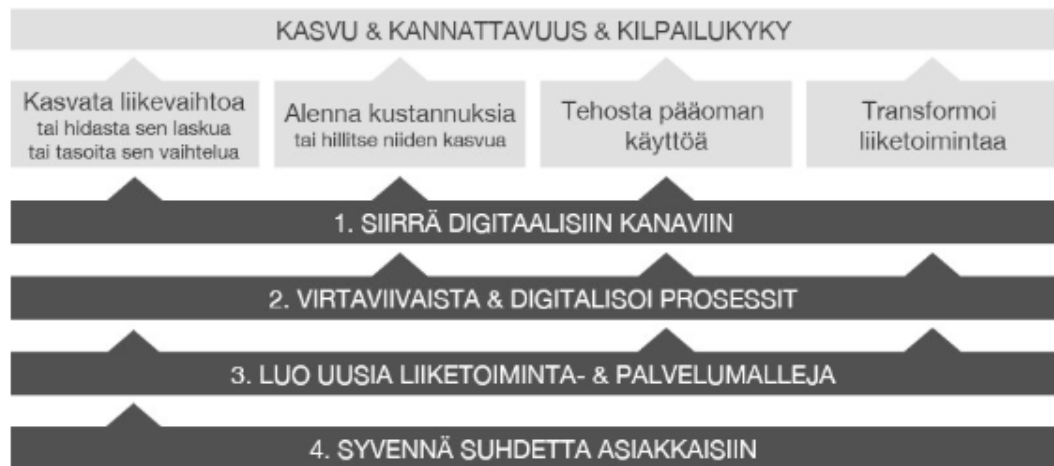 KASVU & KANNATTAVUUS & KILPAILUKYKY
Kasvata liikevaihtoa
tai hidasta sen laskua
tai tasoita sen vaihtelua
Alenna kustannuksia
tai hillitse niiden kasvua
Tehosta pääoman
käyttöä
Transformoi
liiketoimintaa
1. SIIRRÄ DIGITAALISIIN KANAVIIN
2. VIRTAVIIVAISTA & DIGITALISOI PROSESSIT
3. LUO UUSIA LIIKETOIMINTA- & PALVELUMALLEJA
4. SYVENNÄ SUHDETTA ASIAKKAISIIN